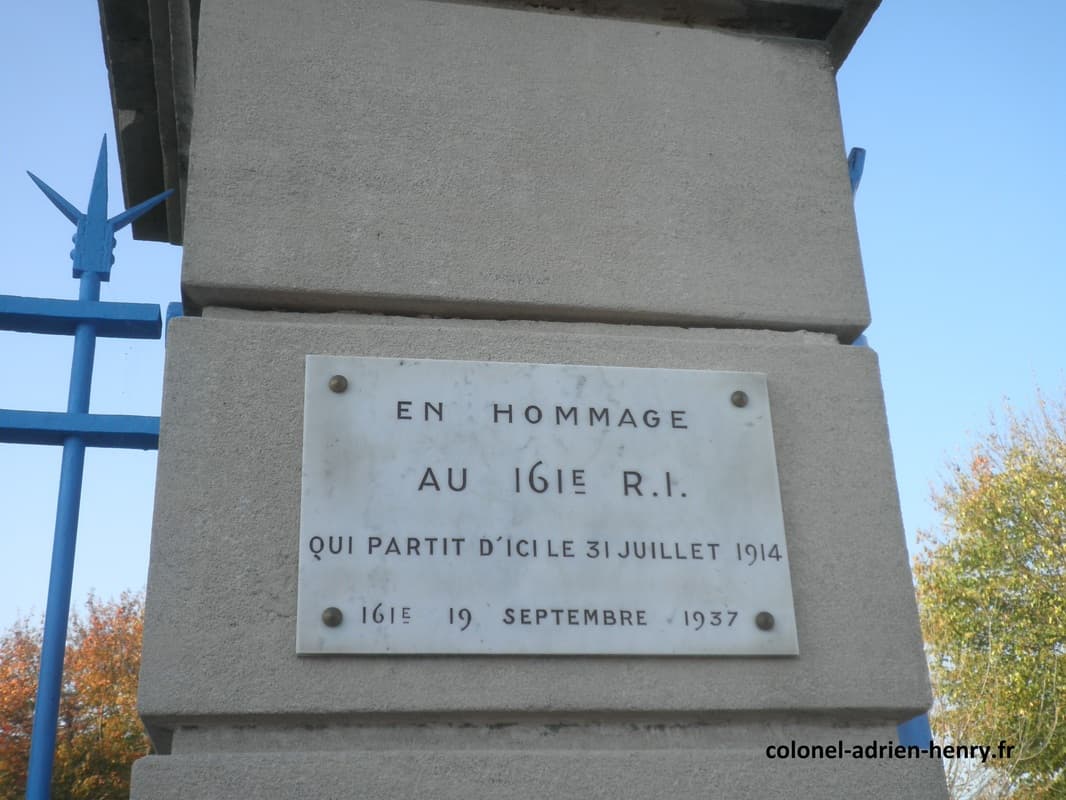 EN HOMMAGE
AU 161E R.I.
QUI PARTIT D'ICI LE 31 JUILLET 1914
161E 19 SEPTEMBRE 1937
colonel-adrien-henry.fr